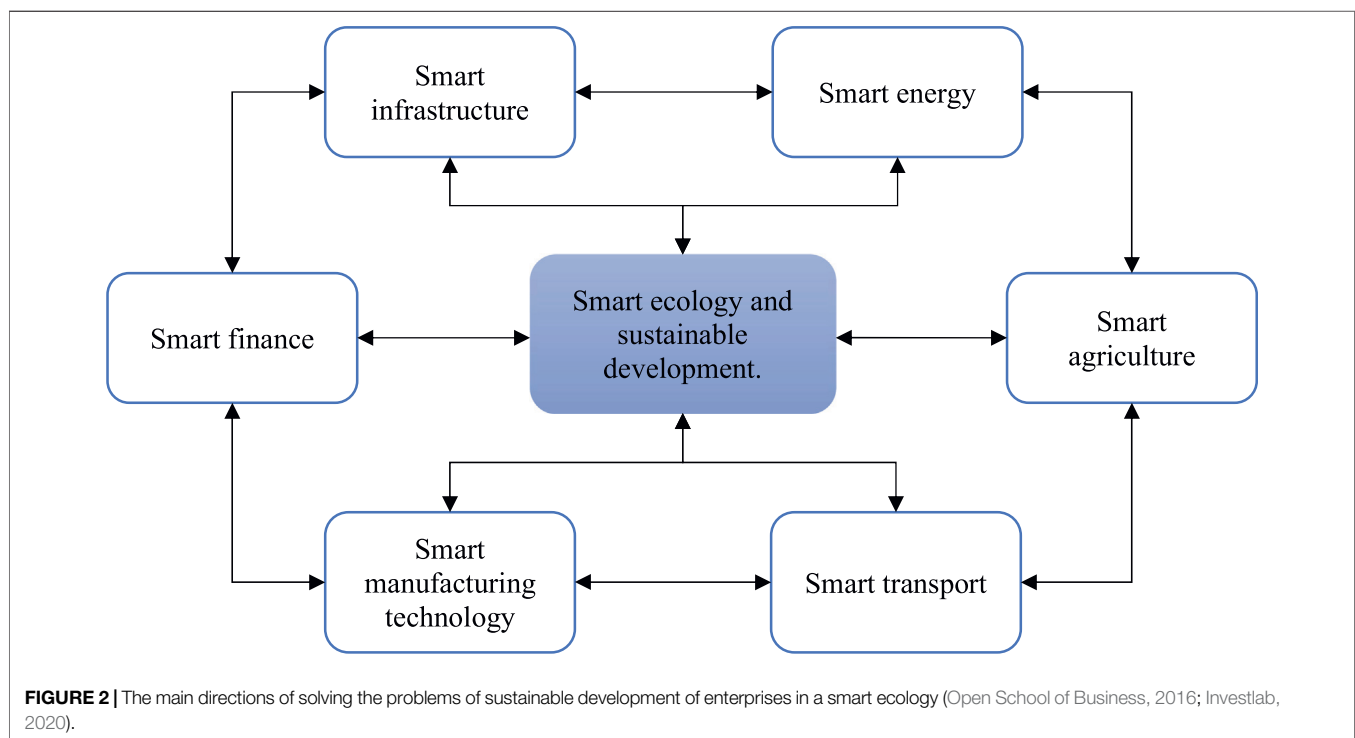 Smart
infrastructure
Smart energy
Smart finance
Smart ecology and
sustainable
development.
Smart
agriculture
Smart
manufacturing
technology
Smart transport
FIGURE 2 | The main directions of solving the problems of sustainable development of enterprises in a smart ecology (Open School of Business, 2016; Investlab,
2020).